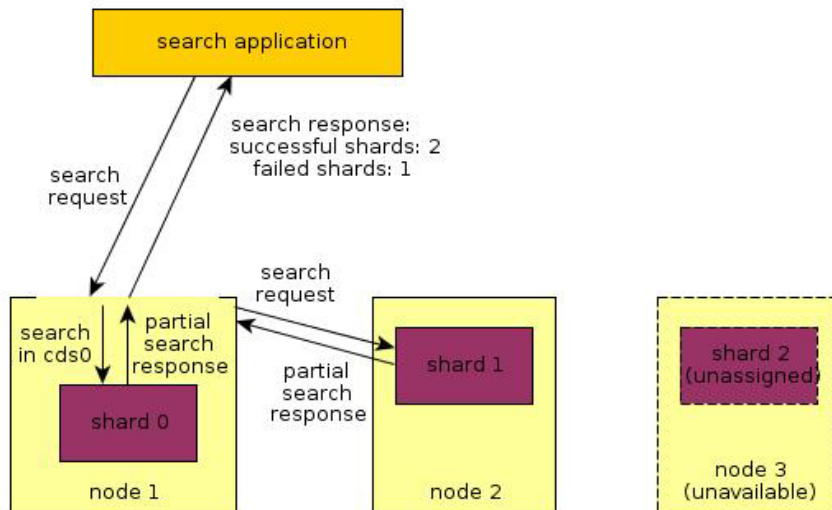 search application
search response:
successful shards: 2
failed shards: 1
search
request
search
request
search
in cds0
partial
search
response
partial
search
response
shard 0
shard 1
shard 2
(unassigned)
node 1
node 2
node 3
(unavailable)